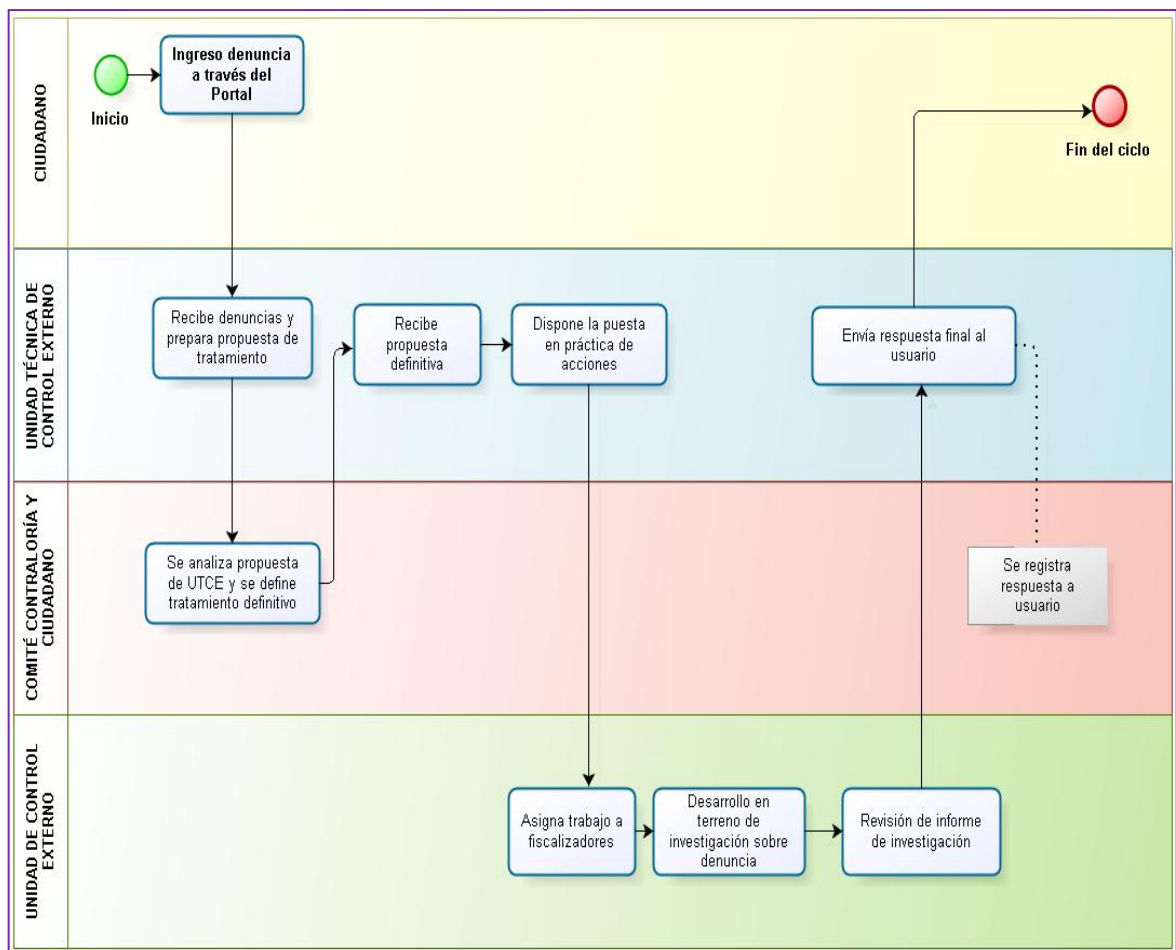 CIUDADANO
Inicio
Ingreso denuncia
a través del
Portal
Fin del ciclo
UNIDAD TÉCNICA DE
CONTROL EXTERNO
Recibe denuncias y
prepara propuesta de
tratamiento
Recibe
propuesta
definitiva
Dispone la puesta
en práctica de
acciones
Envía respuesta final al
usuario
COMITÉ CONTRALORÍA Y
CIUDADANO
Se analiza propuesta
de UTCE y se define
tratamiento definitivo
Se registra
respuesta a
usuario
UNIDAD DE CONTROL
EXTERNO
Asigna trabajo a
fiscalizadores
Desarrollo en
terreno de
investigación sobre
denuncia
Revisión de informe
de investigación